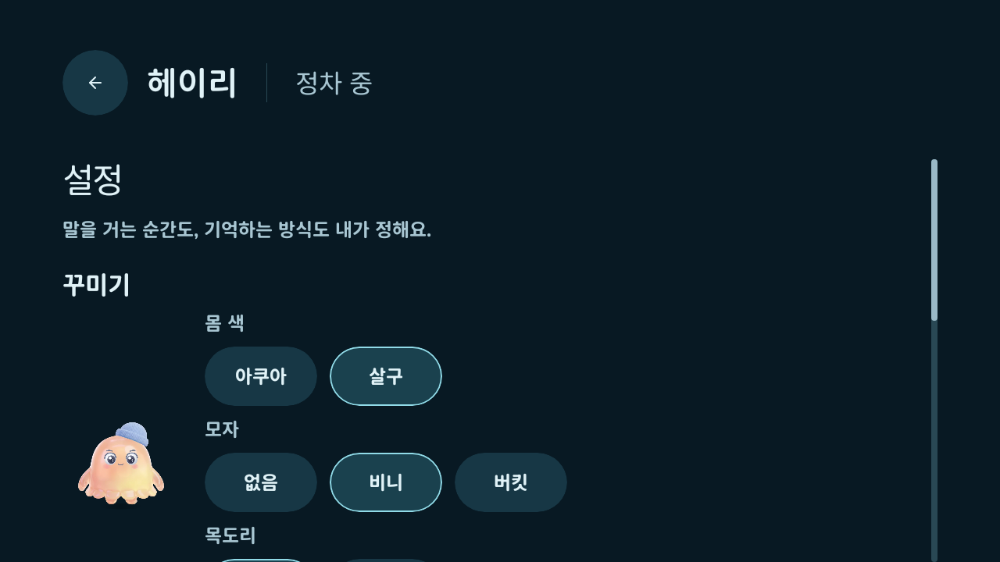 헤이리
정차 중
설정
말을 거는 순간도, 기억하는 방식도 내가 정해요.
꾸미기
몸 색
아쿠아
살구
모자
없음
비니
버킷
목도리